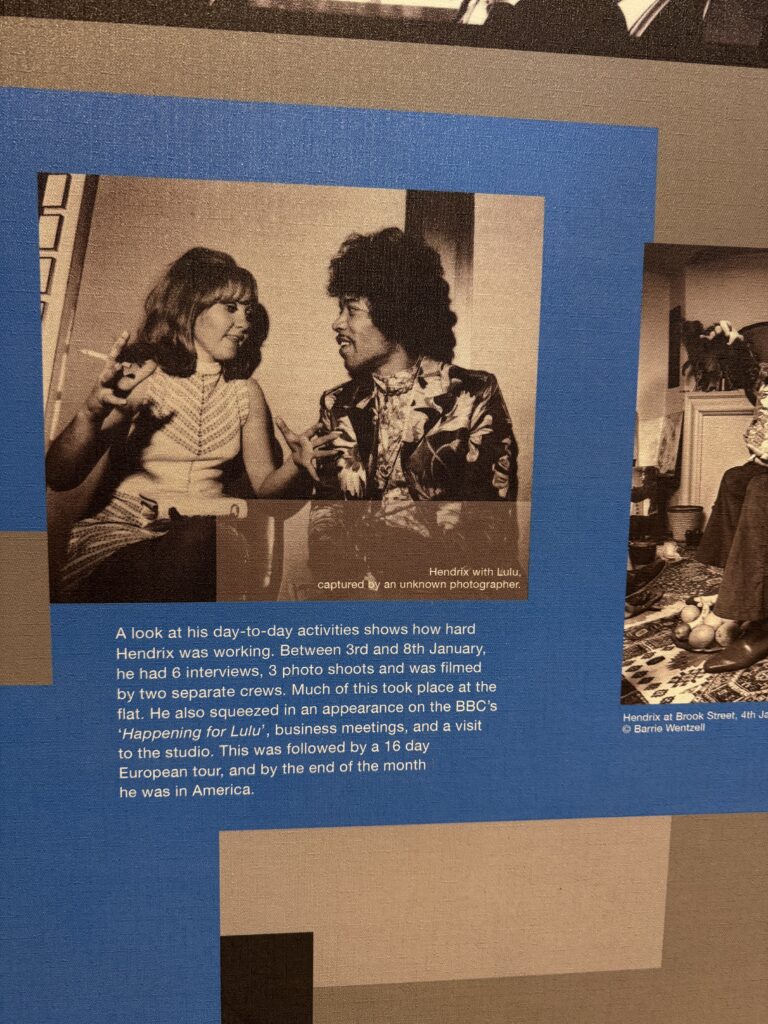 Hendrix with Lulu,
captured by an unknown photographer.
A look at his day-to-day activities shows how hard
Hendrix was working. Between 3rd and 8th January,
he had 6 interviews, 3 photo shoots and was filmed
by two separate crews. Much of this took place at the
flat. He also squeezed in an appearance on the BBC's
‘Happening for Lulu’, business meetings, and a visit
to the studio. This was followed by a 16 day
European tour, and by the end of the month
he was in America.
Hendrix at Brook Street, 4th
© Barrie Wentzell